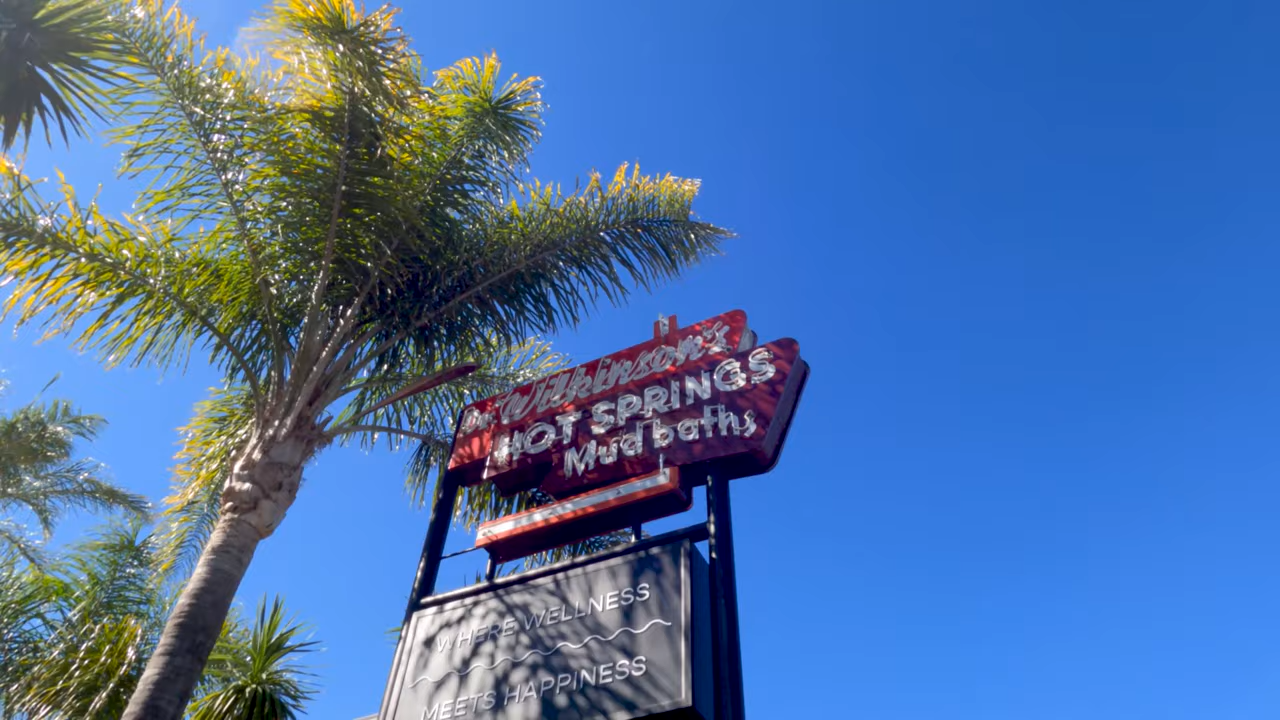 Dr. Wilkinson's
HOT SPRINGS
Mud baths
WHERE WELLNESS
MEETS HAPPINESS